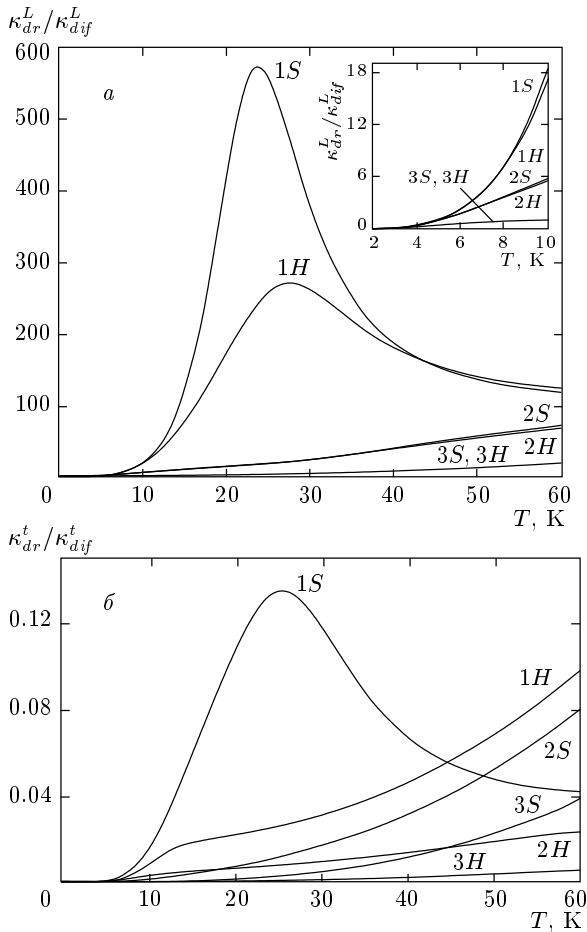 κ^L_dr/κ^L_dif
600
500
400
300
200
100
0
а
1S
1H
2S
2H
3S, 3H
10
20
30
40
50
60
T, K
κ^L_dr/κ^L_dif
18
12
6
0
1S
1H
2S
2H
3S, 3H
2
4
6
8
10
T, K
κ^t_dr/κ^t_dif
0.12
0.08
0.04
0
б
1S
1H
2S
3S
2H
3H
10
20
30
40
50
60
T, K